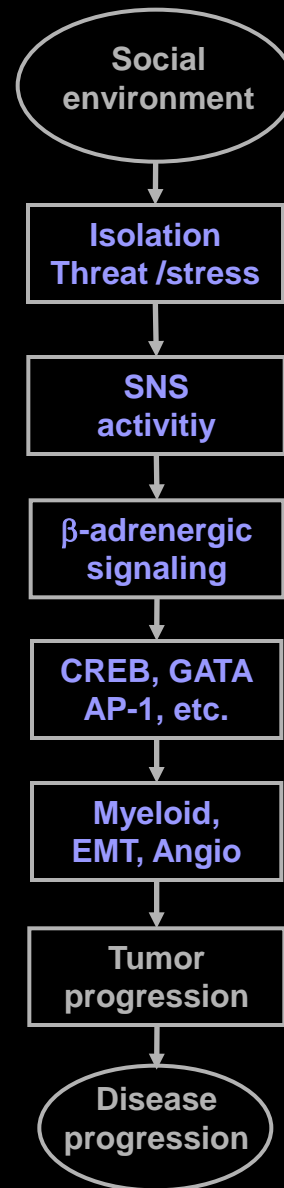 Social
environment
Isolation
Threat /stress
SNS
activitiy
β-adrenergic
signaling
CREB, GATA
AP-1, etc.
Myeloid,
EMT, Angio
Tumor
progression
Disease
progression